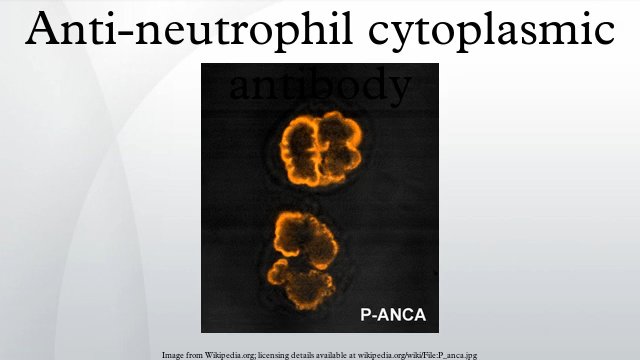 Anti-neutrophil cytoplasmic
antibody
P-ANCA
Image from Wikipedia.org; licensing details available at wikipedia.org/wiki/File:P_anca.jpg